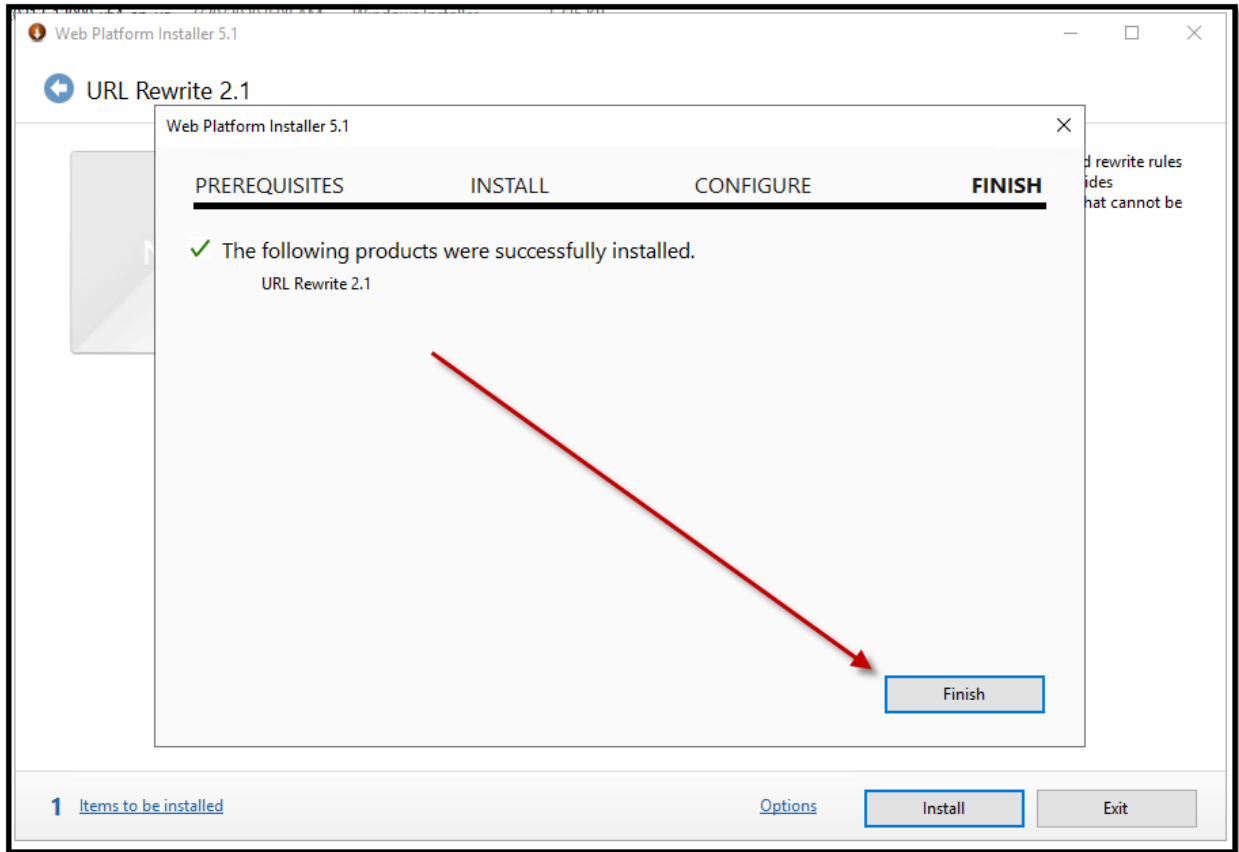 Web Platform Installer 5.1
URL Rewrite 2.1
Web Platform Installer 5.1
PREREQUISITES INSTALL CONFIGURE FINISH
The following products were successfully installed.
URL Rewrite 2.1
d rewrite rules
ides
hat cannot be
Finish
1 Items to be installed Options Install Exit